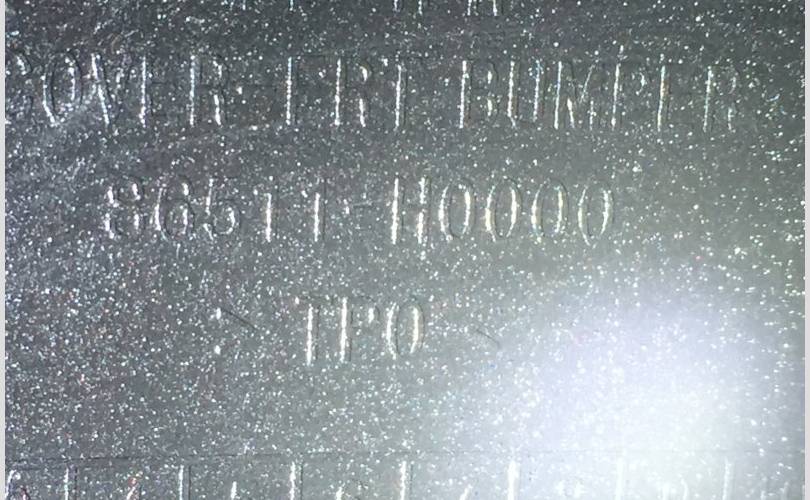 COVER-FRT BUMPER
86511-H0000
>TPO<